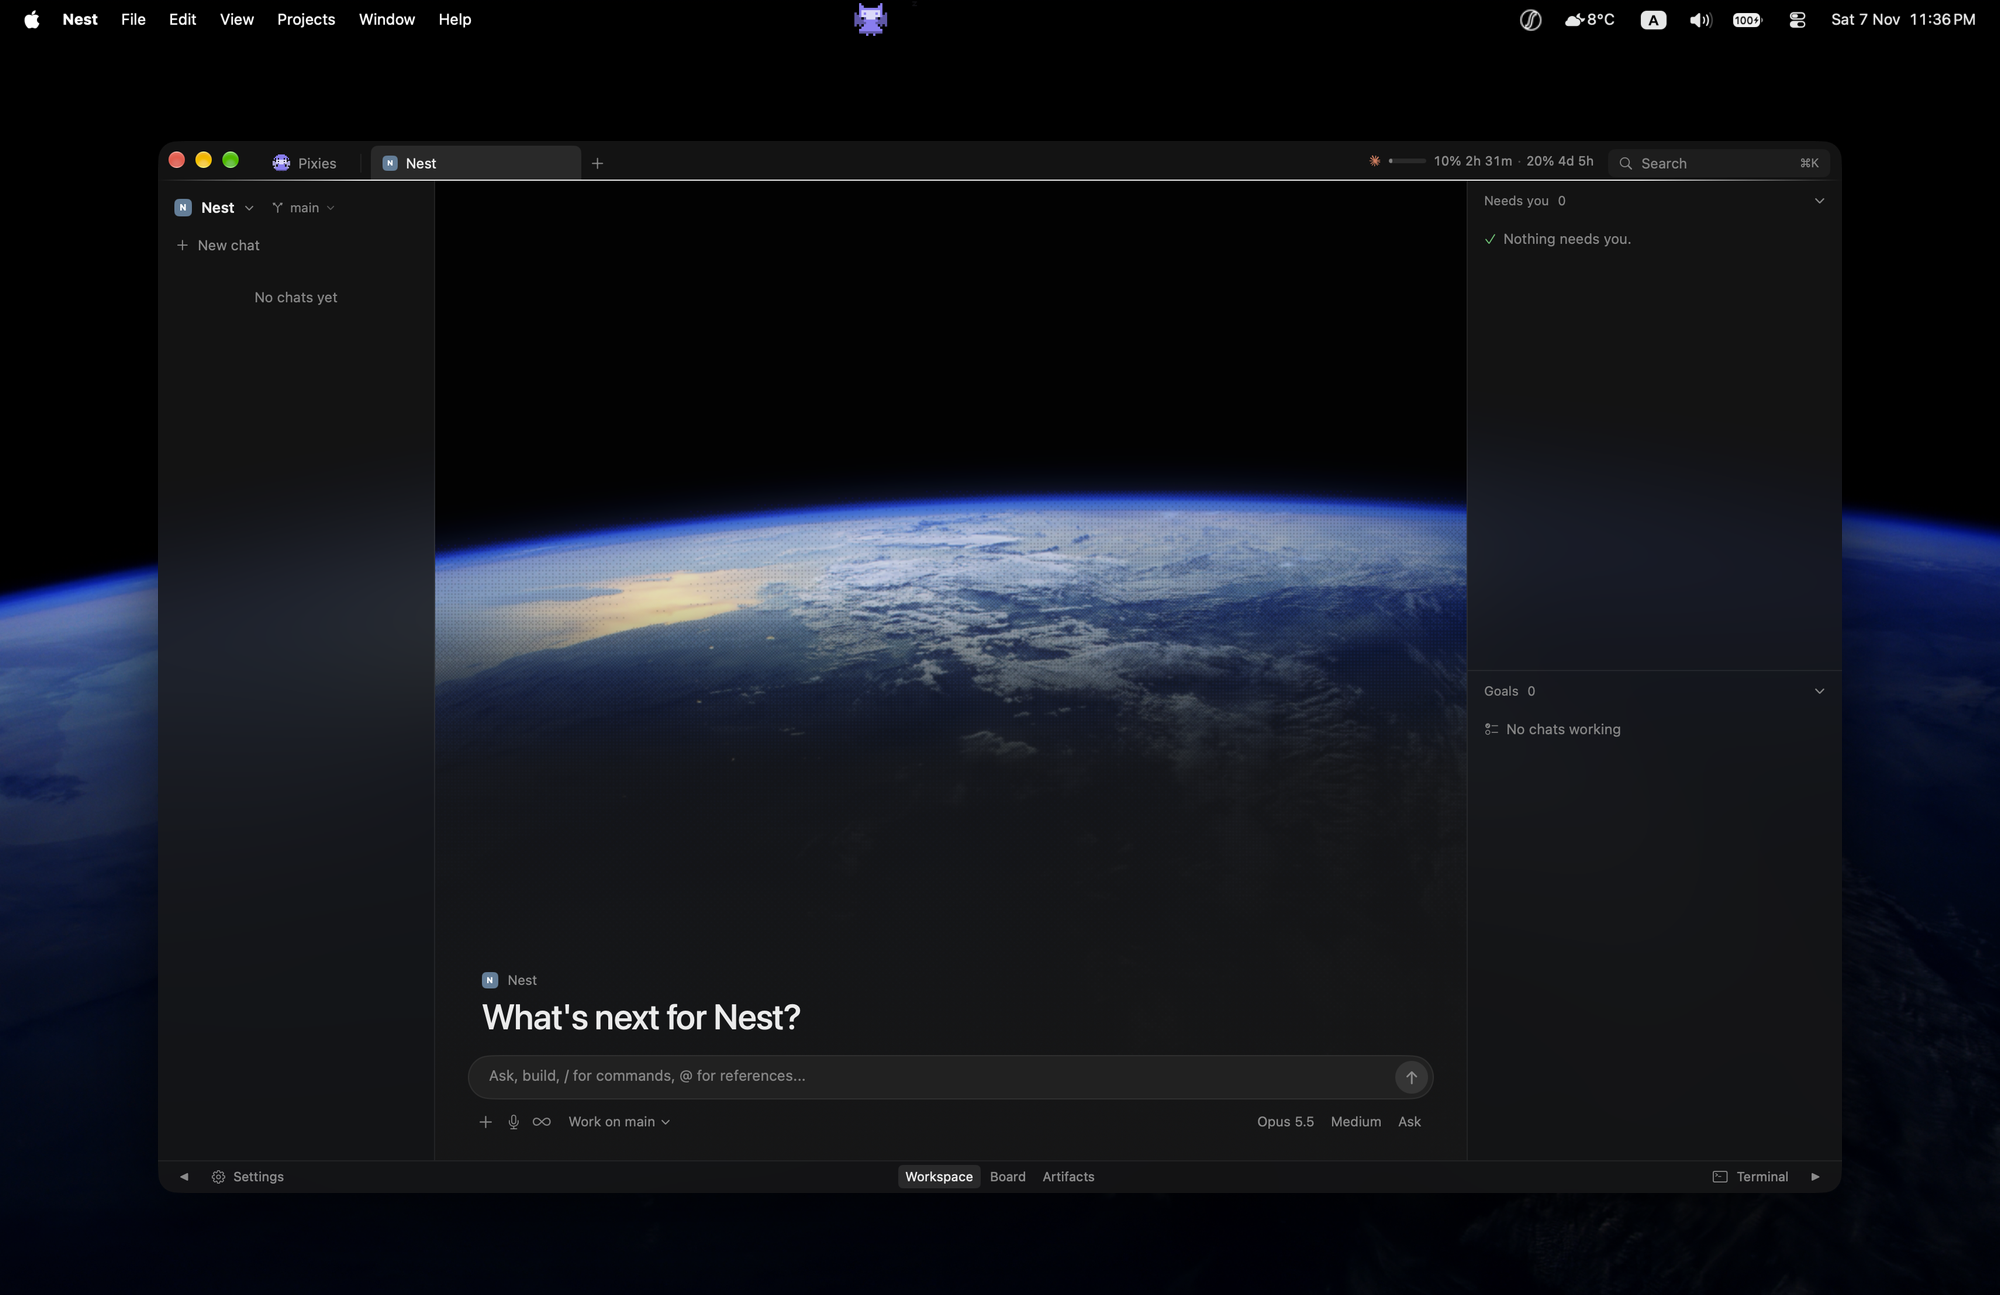 Nest File Edit View Projects Window Help
8°C A 100 Sat 7 Nov 11:36 PM
Pixies
N Nest
10% 2h 31m · 20% 4d 5h
Search ⌘K
N Nest main
New chat
No chats yet
Needs you 0
Nothing needs you.
Goals 0
No chats working
N Nest
What's next for Nest?
Ask, build, / for commands, @ for references...
Work on main
Opus 5.5 Medium Ask
Settings
Workspace Board Artifacts
Terminal